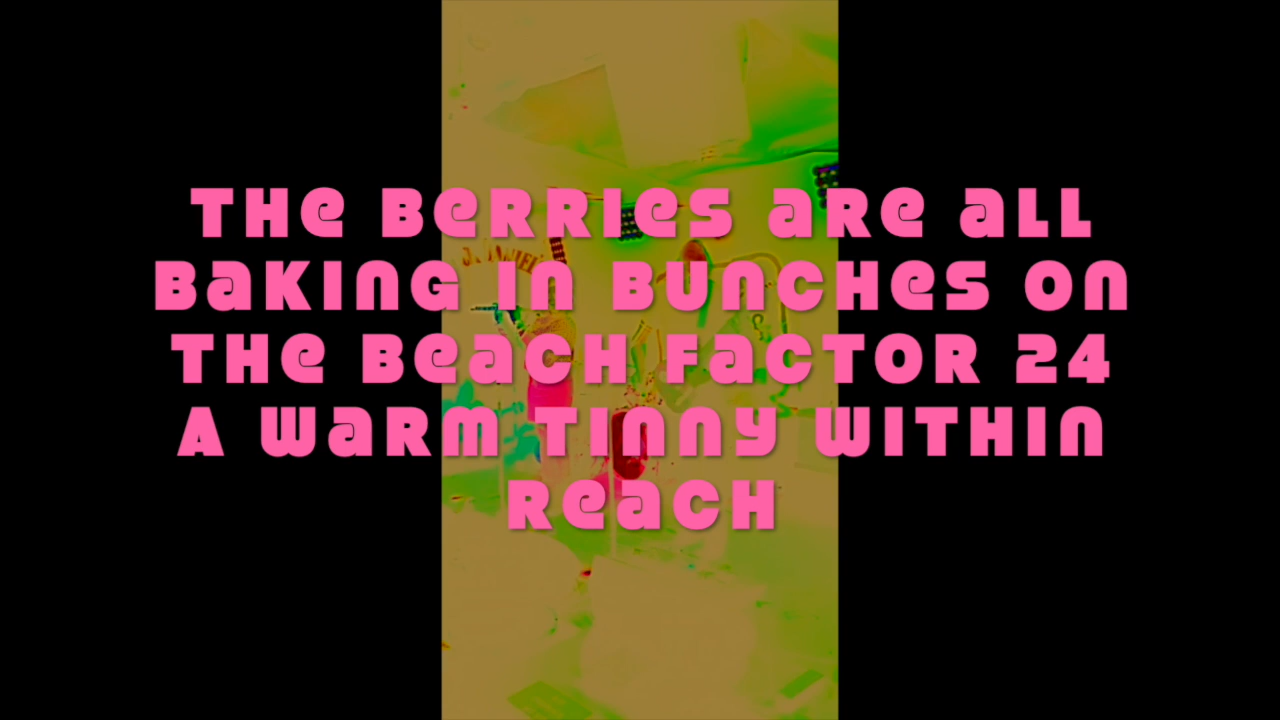 THE BERRIES ARE ALL
BAKING IN BUNCHES ON
THE BEACH FACTOR 24
A WARM TINNY WITHIN
REACH